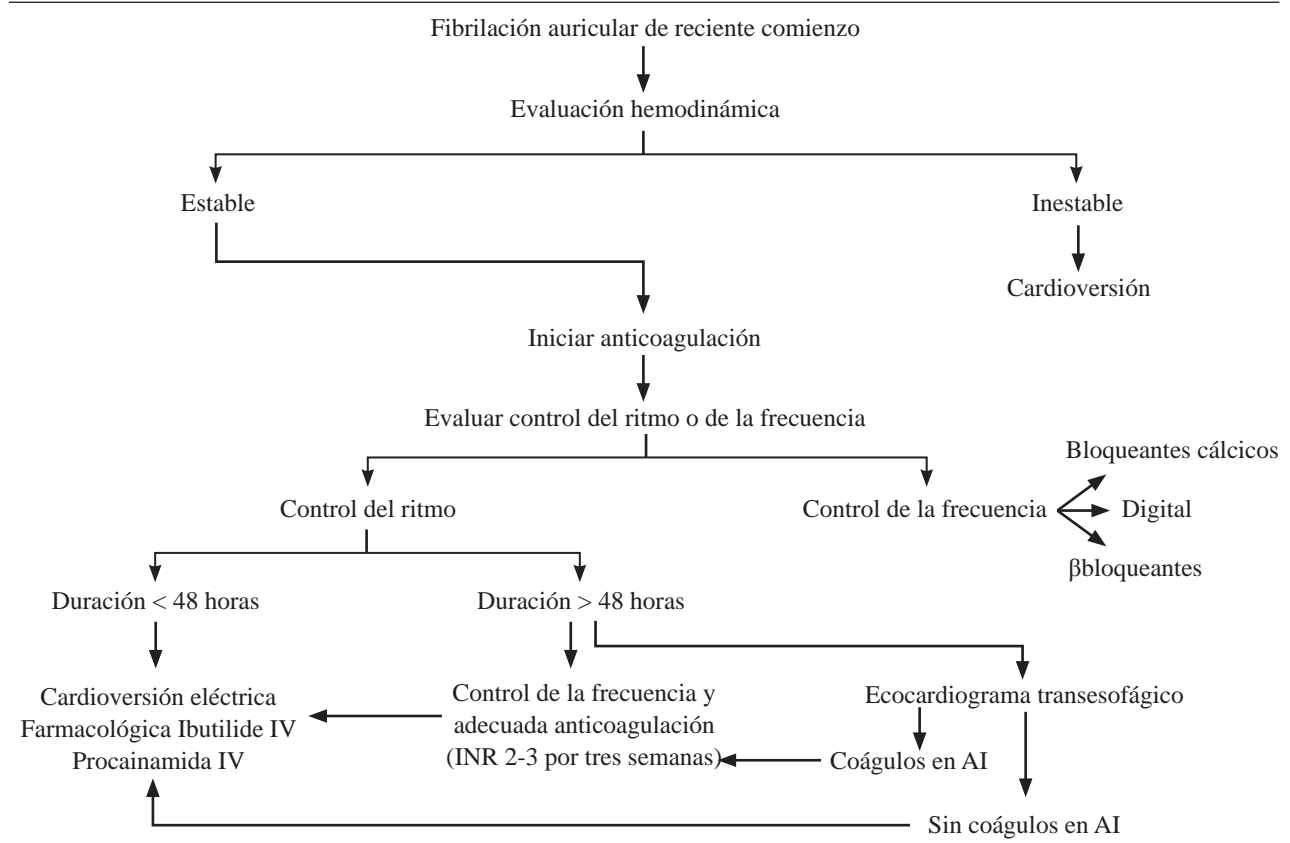 Fibrilación auricular de reciente comienzo
Evaluación hemodinámica
Estable
Inestable
Cardioversión
Iniciar anticoagulación
Evaluar control del ritmo o de la frecuencia
Control del ritmo
Control de la frecuencia
Bloqueantes cálcicos
Digital
βbloqueantes
Duración < 48 horas
Duración > 48 horas
Cardioversión eléctrica
Farmacológica Ibutilide IV
Procainamida IV
Control de la frecuencia y
adecuada anticoagulación
(INR 2-3 por tres semanas)
Ecocardiograma transesofágico
Coágulos en AI
Sin coágulos en AI